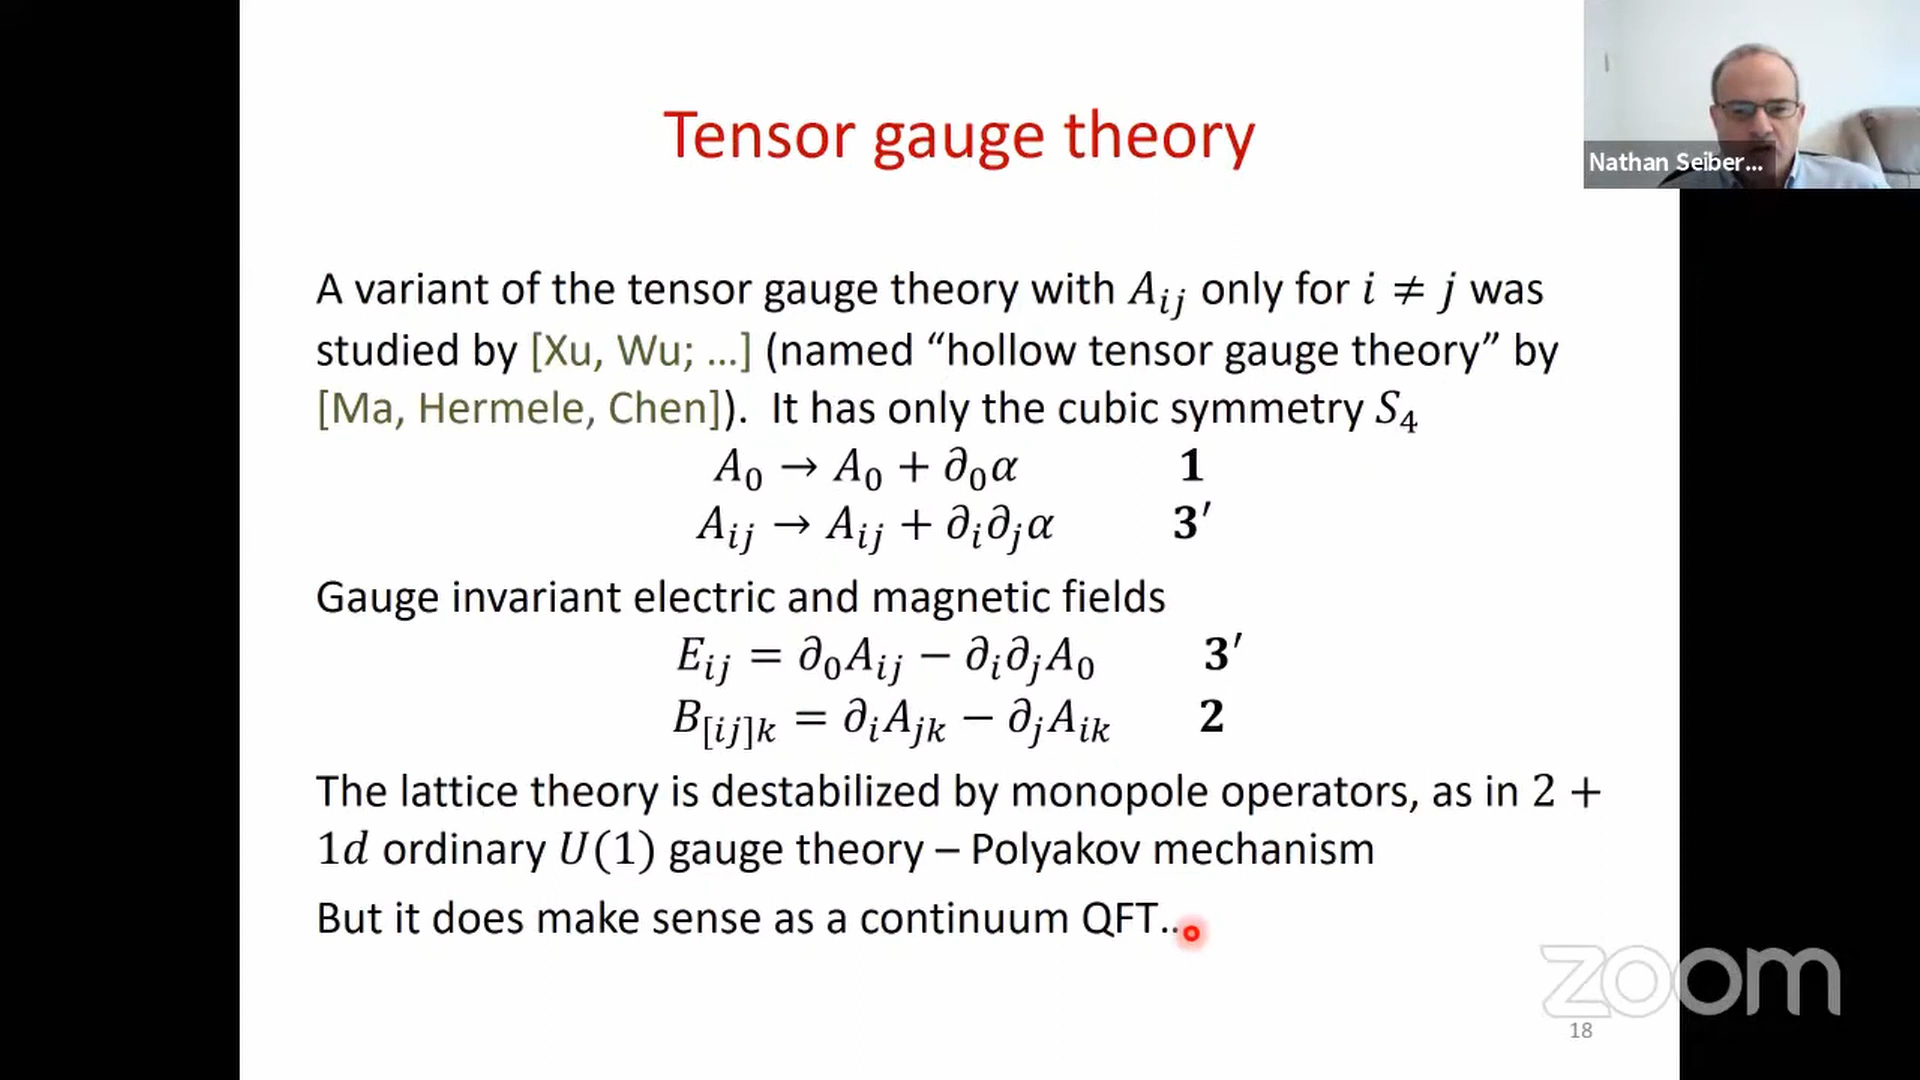 Tensor gauge theory
Nathan Seiber...
A variant of the tensor gauge theory with A_{ij} only for i ≠ j was
studied by [Xu, Wu; …] (named “hollow tensor gauge theory” by
[Ma, Hermele, Chen]). It has only the cubic symmetry S_4
A_0 → A_0 + ∂_0α 1
A_{ij} → A_{ij} + ∂_i∂_jα 3′
Gauge invariant electric and magnetic fields
E_{ij} = ∂_0A_{ij} − ∂_i∂_jA_0 3′
B_{[ij]k} = ∂_iA_{jk} − ∂_jA_{ik} 2
The lattice theory is destabilized by monopole operators, as in 2 +
1d ordinary U(1) gauge theory – Polyakov mechanism
But it does make sense as a continuum QFT..
zoom
18